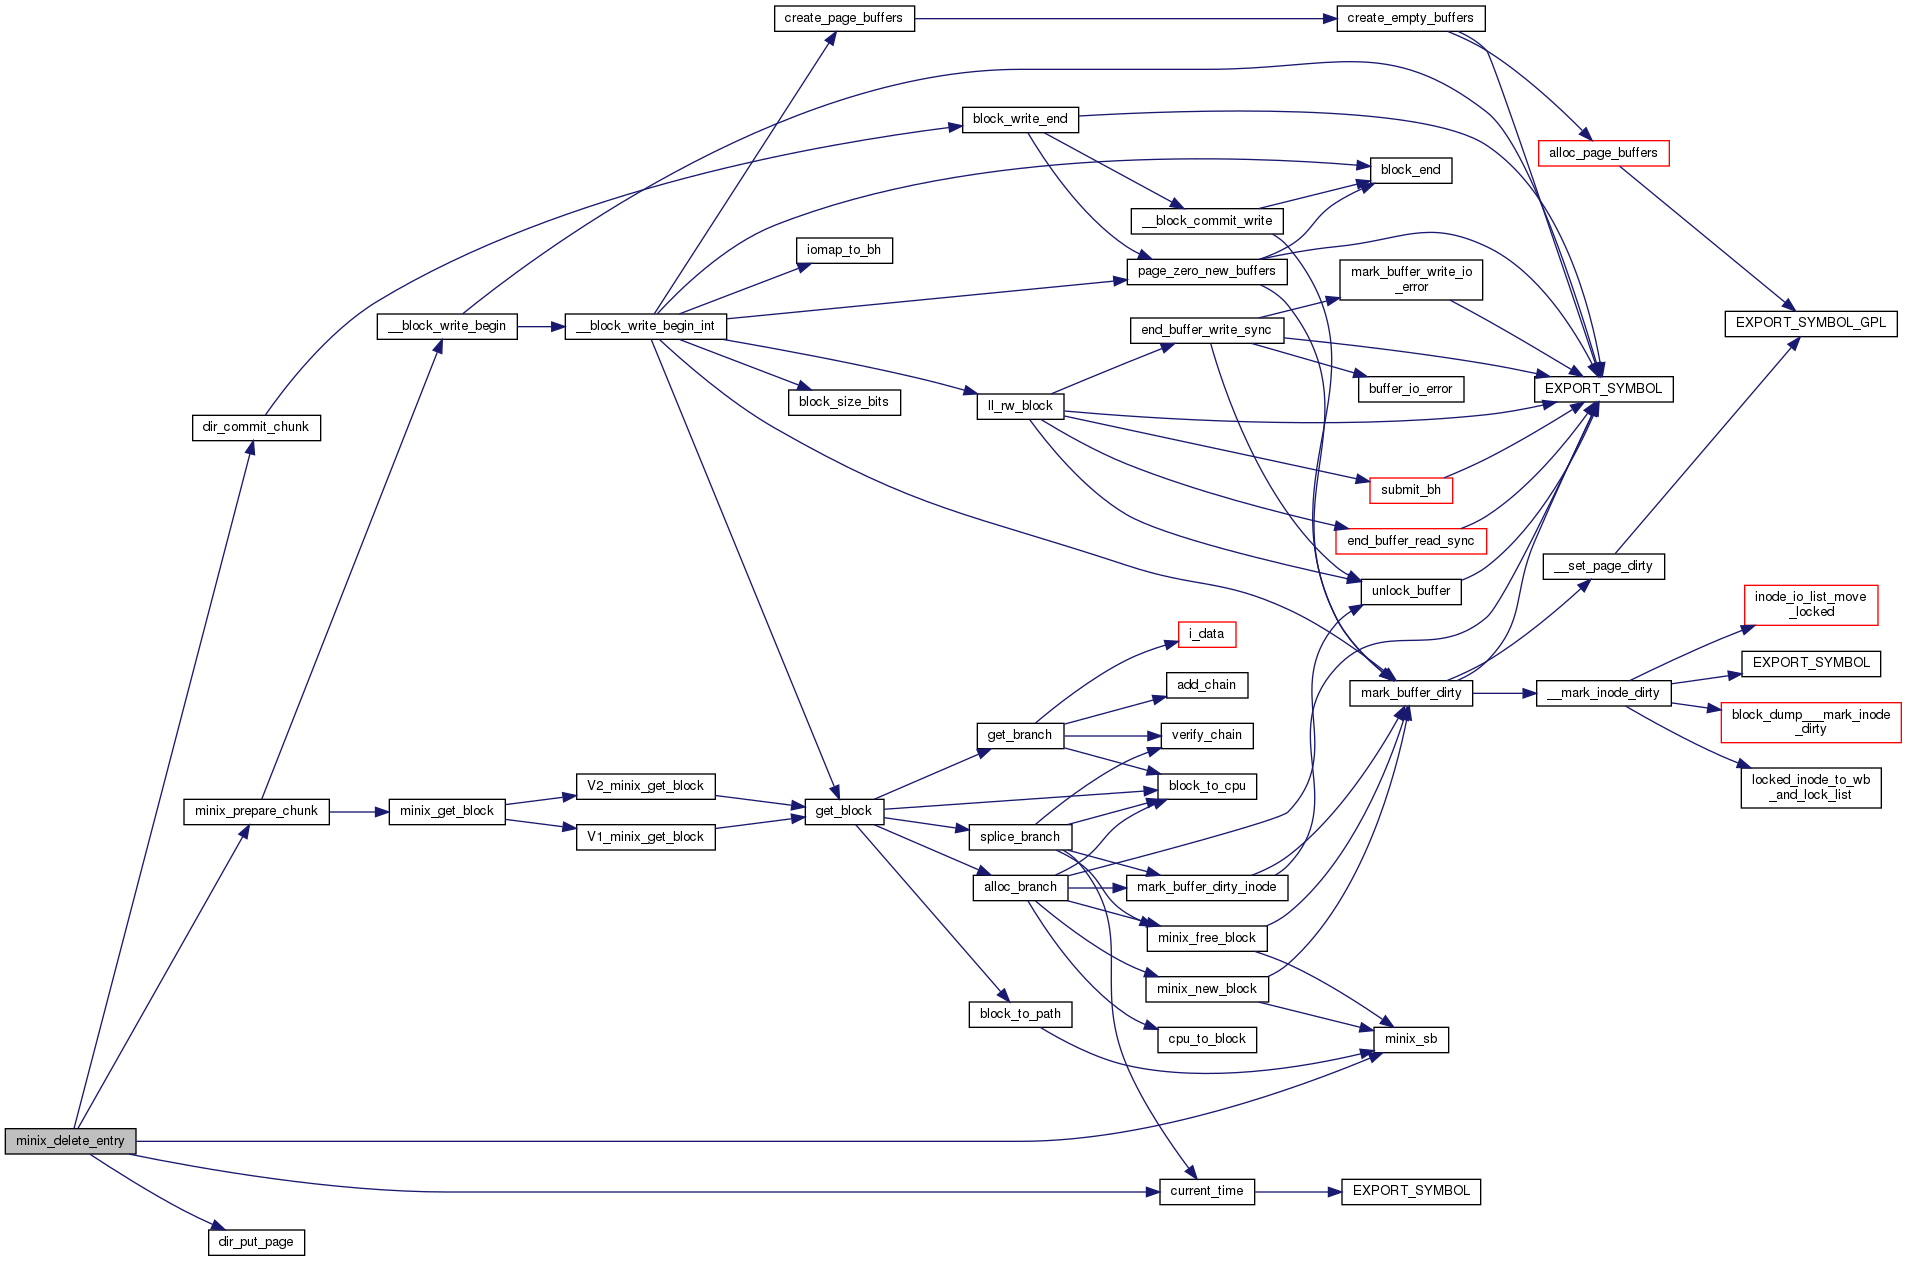 create_page_buffers
create_empty_buffers
block_write_end
alloc_page_buffers
block_end
__block_commit_write
iomap_to_bh
page_zero_new_buffers
mark_buffer_write_io
_error
__block_write_begin
__block_write_begin_int
end_buffer_write_sync
EXPORT_SYMBOL_GPL
buffer_io_error
EXPORT_SYMBOL
block_size_bits
ll_rw_block
dir_commit_chunk
submit_bh
end_buffer_read_sync
__set_page_dirty
unlock_buffer
inode_io_list_move
_locked
i_data
EXPORT_SYMBOL
add_chain
mark_buffer_dirty
__mark_inode_dirty
block_dump___mark_inode
_dirty
get_branch
verify_chain
V2_minix_get_block
block_to_cpu
locked_inode_to_wb
_and_lock_list
minix_prepare_chunk
minix_get_block
get_block
V1_minix_get_block
splice_branch
alloc_branch
mark_buffer_dirty_inode
minix_free_block
minix_new_block
block_to_path
cpu_to_block
minix_sb
minix_delete_entry
current_time
EXPORT_SYMBOL
dir_put_page